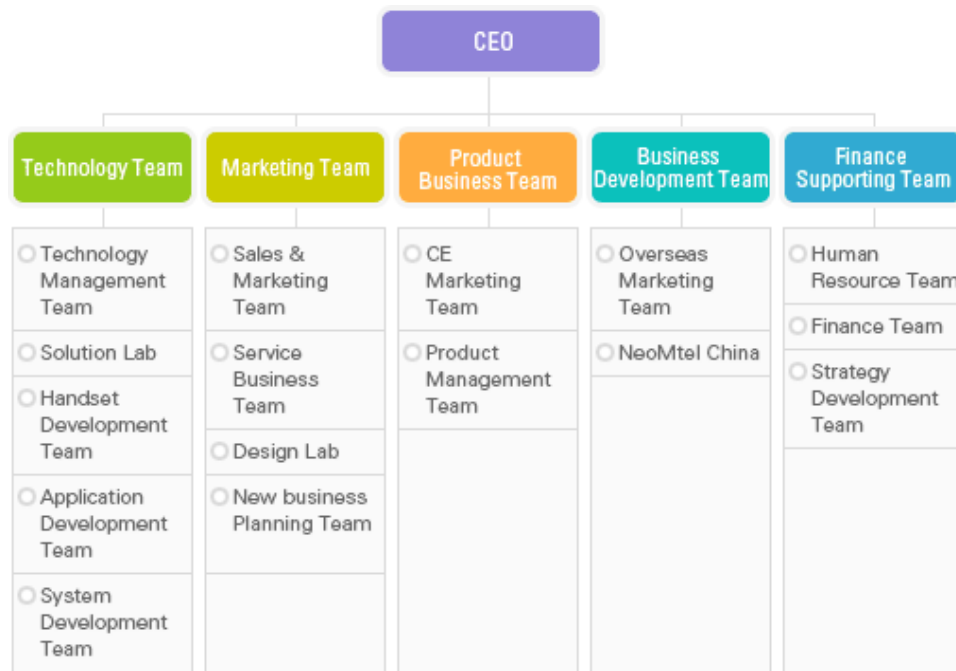 CEO
Technology Team
Marketing Team
Product
Business Team
Business
Development Team
Finance
Supporting Team
Technology
Management
Team
Solution Lab
Handset
Development
Team
Application
Development
Team
System
Development
Team
Sales &
Marketing
Team
Service
Business
Team
Design Lab
New business
Planning Team
CE
Marketing
Team
Product
Management
Team
Overseas
Marketing
Team
NeoMtel China
Human
Resource Team
Finance Team
Strategy
Development
Team